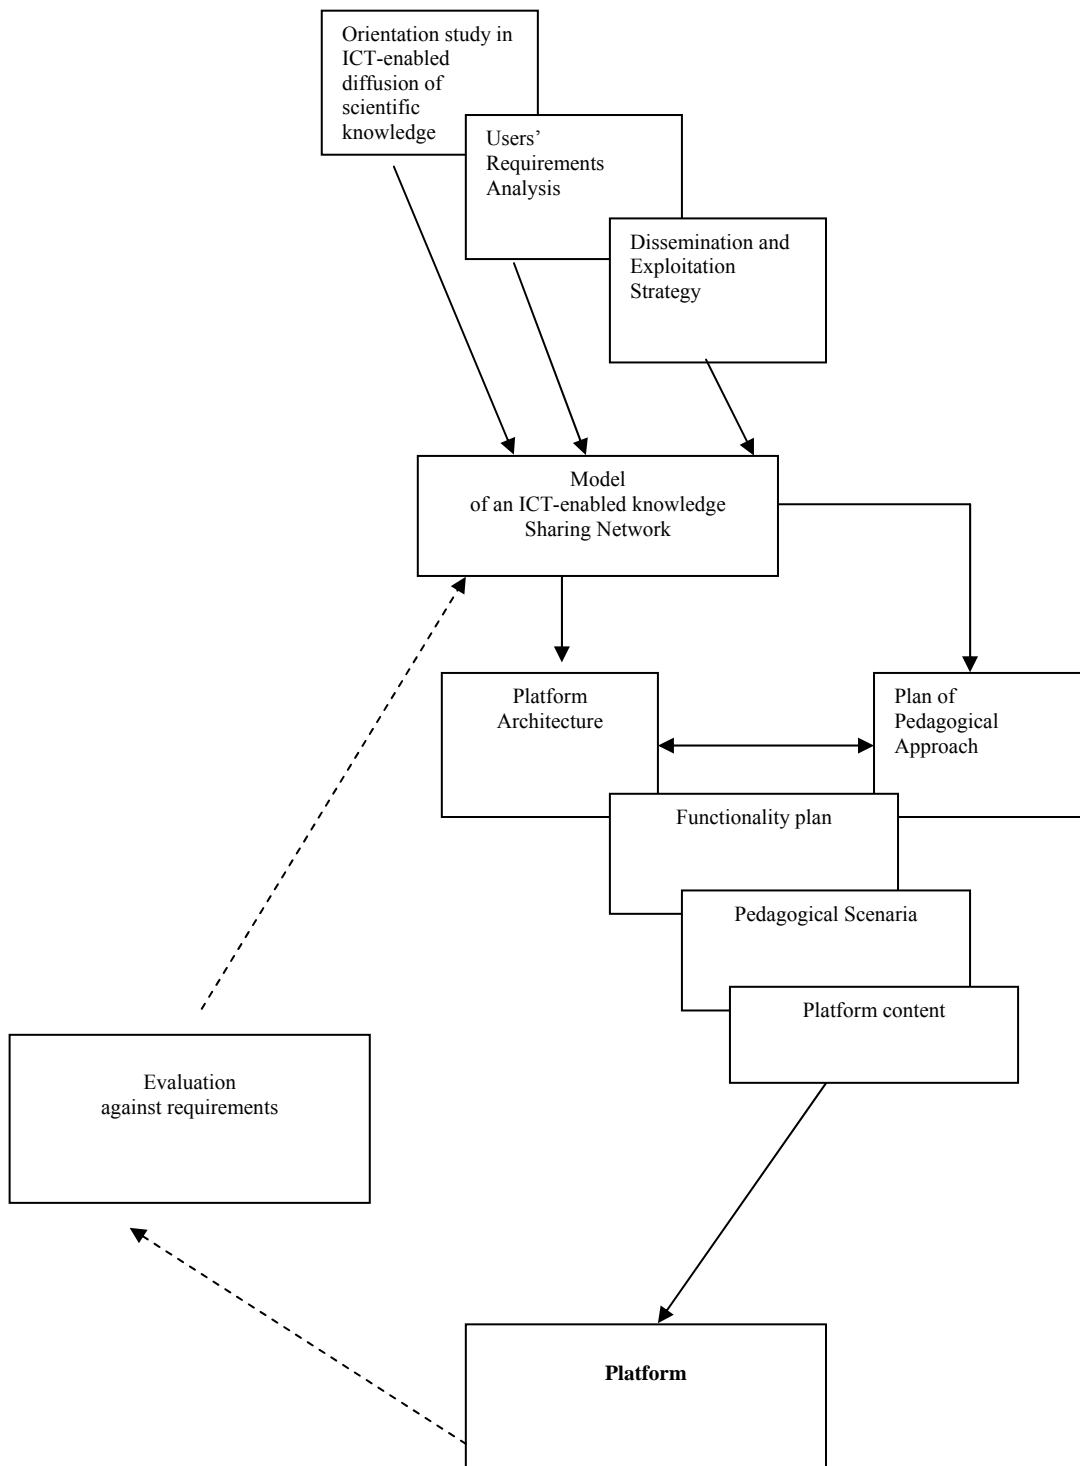 Orientation study in
ICT-enabled
diffusion of
scientific
knowledge
Users’
Requirements
Analysis
Dissemination and
Exploitation
Strategy
Model
of an ICT-enabled knowledge
Sharing Network
Platform
Architecture
Plan of
Pedagogical
Approach
Functionality plan
Pedagogical Scenaria
Platform content
Evaluation
against requirements
Platform